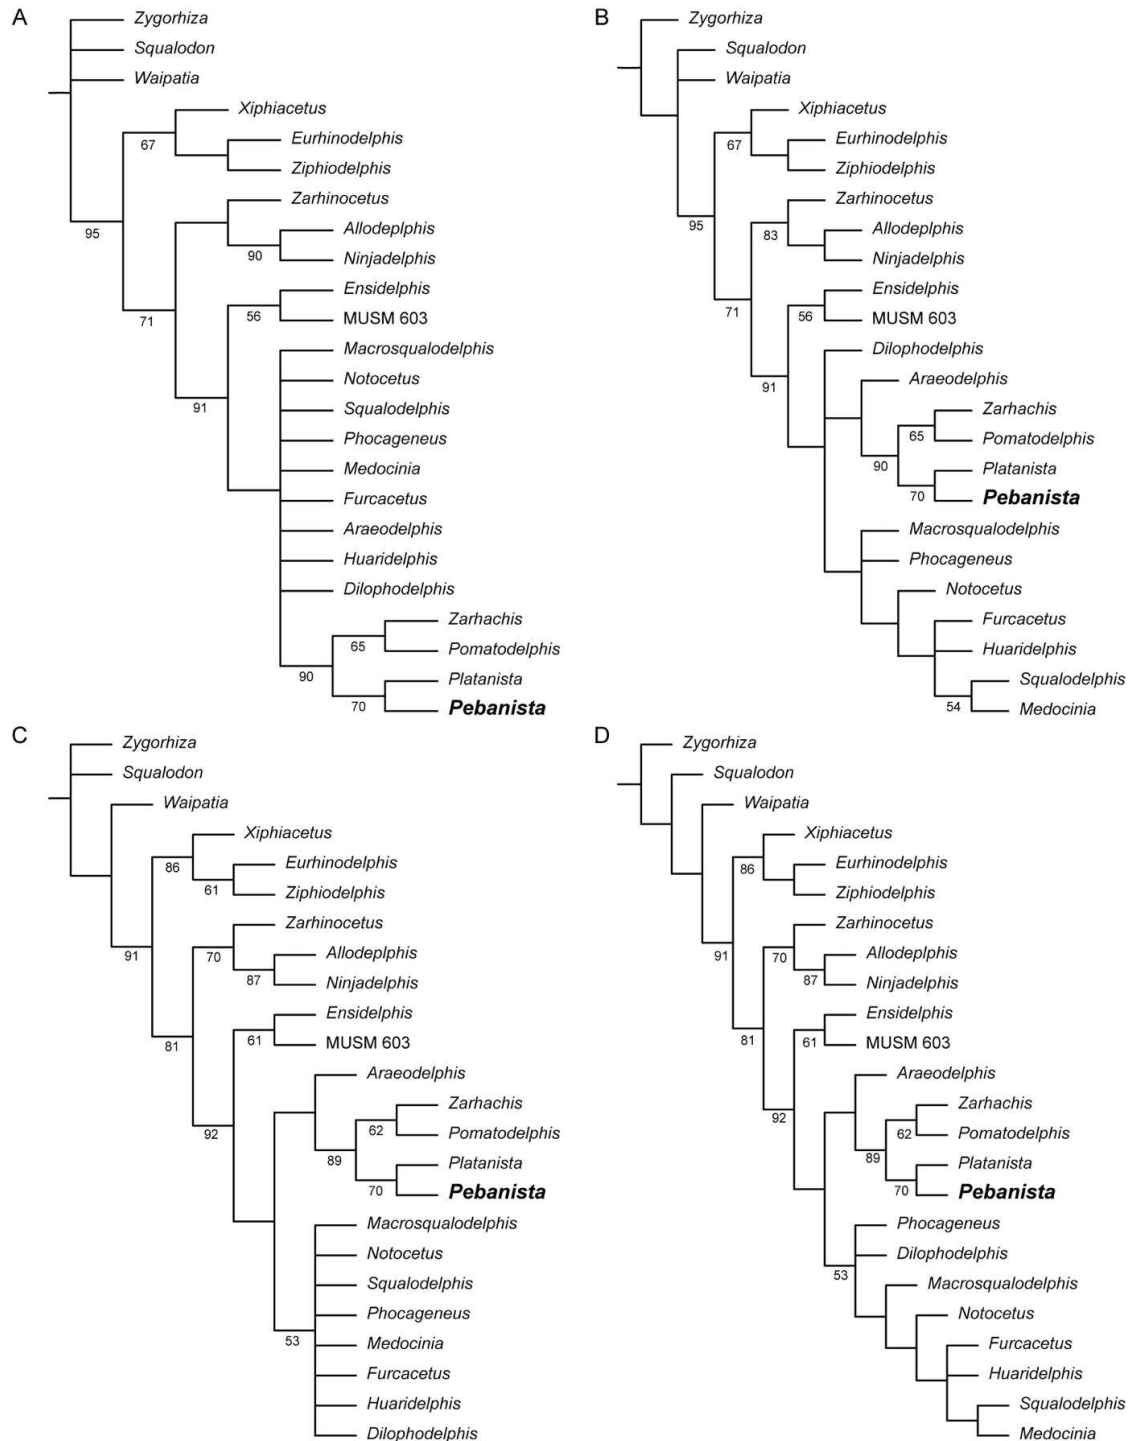 A
Zygorhiza
Squalodon
Waipatia
Xiphiacetus
67
Eurhinodelphis
Ziphiodelphis
Zarhinocetus
95
Allodeplphis
90
Ninjadelphis
Ensidelphis
71
56
MUSM 603
Macrosqualodelphis
Notocetus
91
Squalodelphis
Phocageneus
Medocinia
Furcacetus
Araeodelphis
Huaridelphis
Dilophodelphis
Zarhachis
65
Pomatodelphis
90
Platanista
70
Pebanista
B
Zygorhiza
Squalodon
Waipatia
Xiphiacetus
67
Eurhinodelphis
Ziphiodelphis
Zarhinocetus
95
83
Allodeplphis
Ninjadelphis
Ensidelphis
71
56
MUSM 603
Dilophodelphis
91
Araeodelphis
Zarhachis
65
Pomatodelphis
90
Platanista
70
Pebanista
Macrosqualodelphis
Phocageneus
Notocetus
Furcacetus
Huaridelphis
Squalodelphis
54
Medocinia
C
Zygorhiza
Squalodon
Waipatia
Xiphiacetus
86
Eurhinodelphis
61
Ziphiodelphis
Zarhinocetus
91
70
Allodeplphis
87
Ninjadelphis
Ensidelphis
81
61
MUSM 603
Araeodelphis
Zarhachis
92
62
Pomatodelphis
89
Platanista
70
Pebanista
Macrosqualodelphis
Notocetus
Squalodelphis
Phocageneus
53
Medocinia
Furcacetus
Huaridelphis
Dilophodelphis
D
Zygorhiza
Squalodon
Waipatia
Xiphiacetus
86
Eurhinodelphis
Ziphiodelphis
Zarhinocetus
91
70
Allodeplphis
87
Ninjadelphis
Ensidelphis
81
61
MUSM 603
Araeodelphis
Zarhachis
92
62
Pomatodelphis
89
Platanista
70
Pebanista
Phocageneus
Dilophodelphis
53
Macrosqualodelphis
Notocetus
Furcacetus
Huaridelphis
Squalodelphis
Medocinia